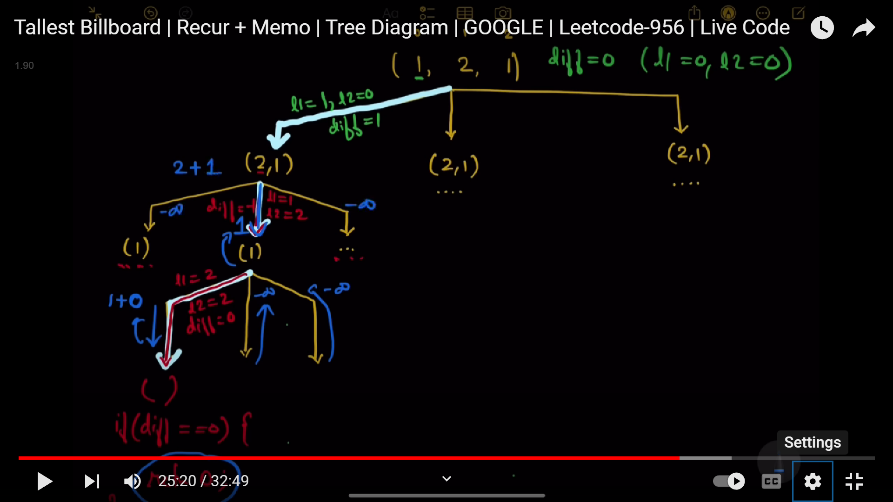 Tallest Billboard | Recur + Memo | Tree Diagram | GOOGLE | Leetcode-956 | Live Code
1.90
(1, 2, 1) diff=0 (l1=0, l2=0)
l1=1, l2=0
diff=1
2+1 (2,1) (2,1) (2,1)
.... ....
-∞ diff=-1 l1=1 -∞
l2=2
1
(1) (1) ...
l1=2
1+0 l2=2 -∞ -∞
diff=0
( )
if(diff==0) {
Settings
25:20 / 32:49
CC